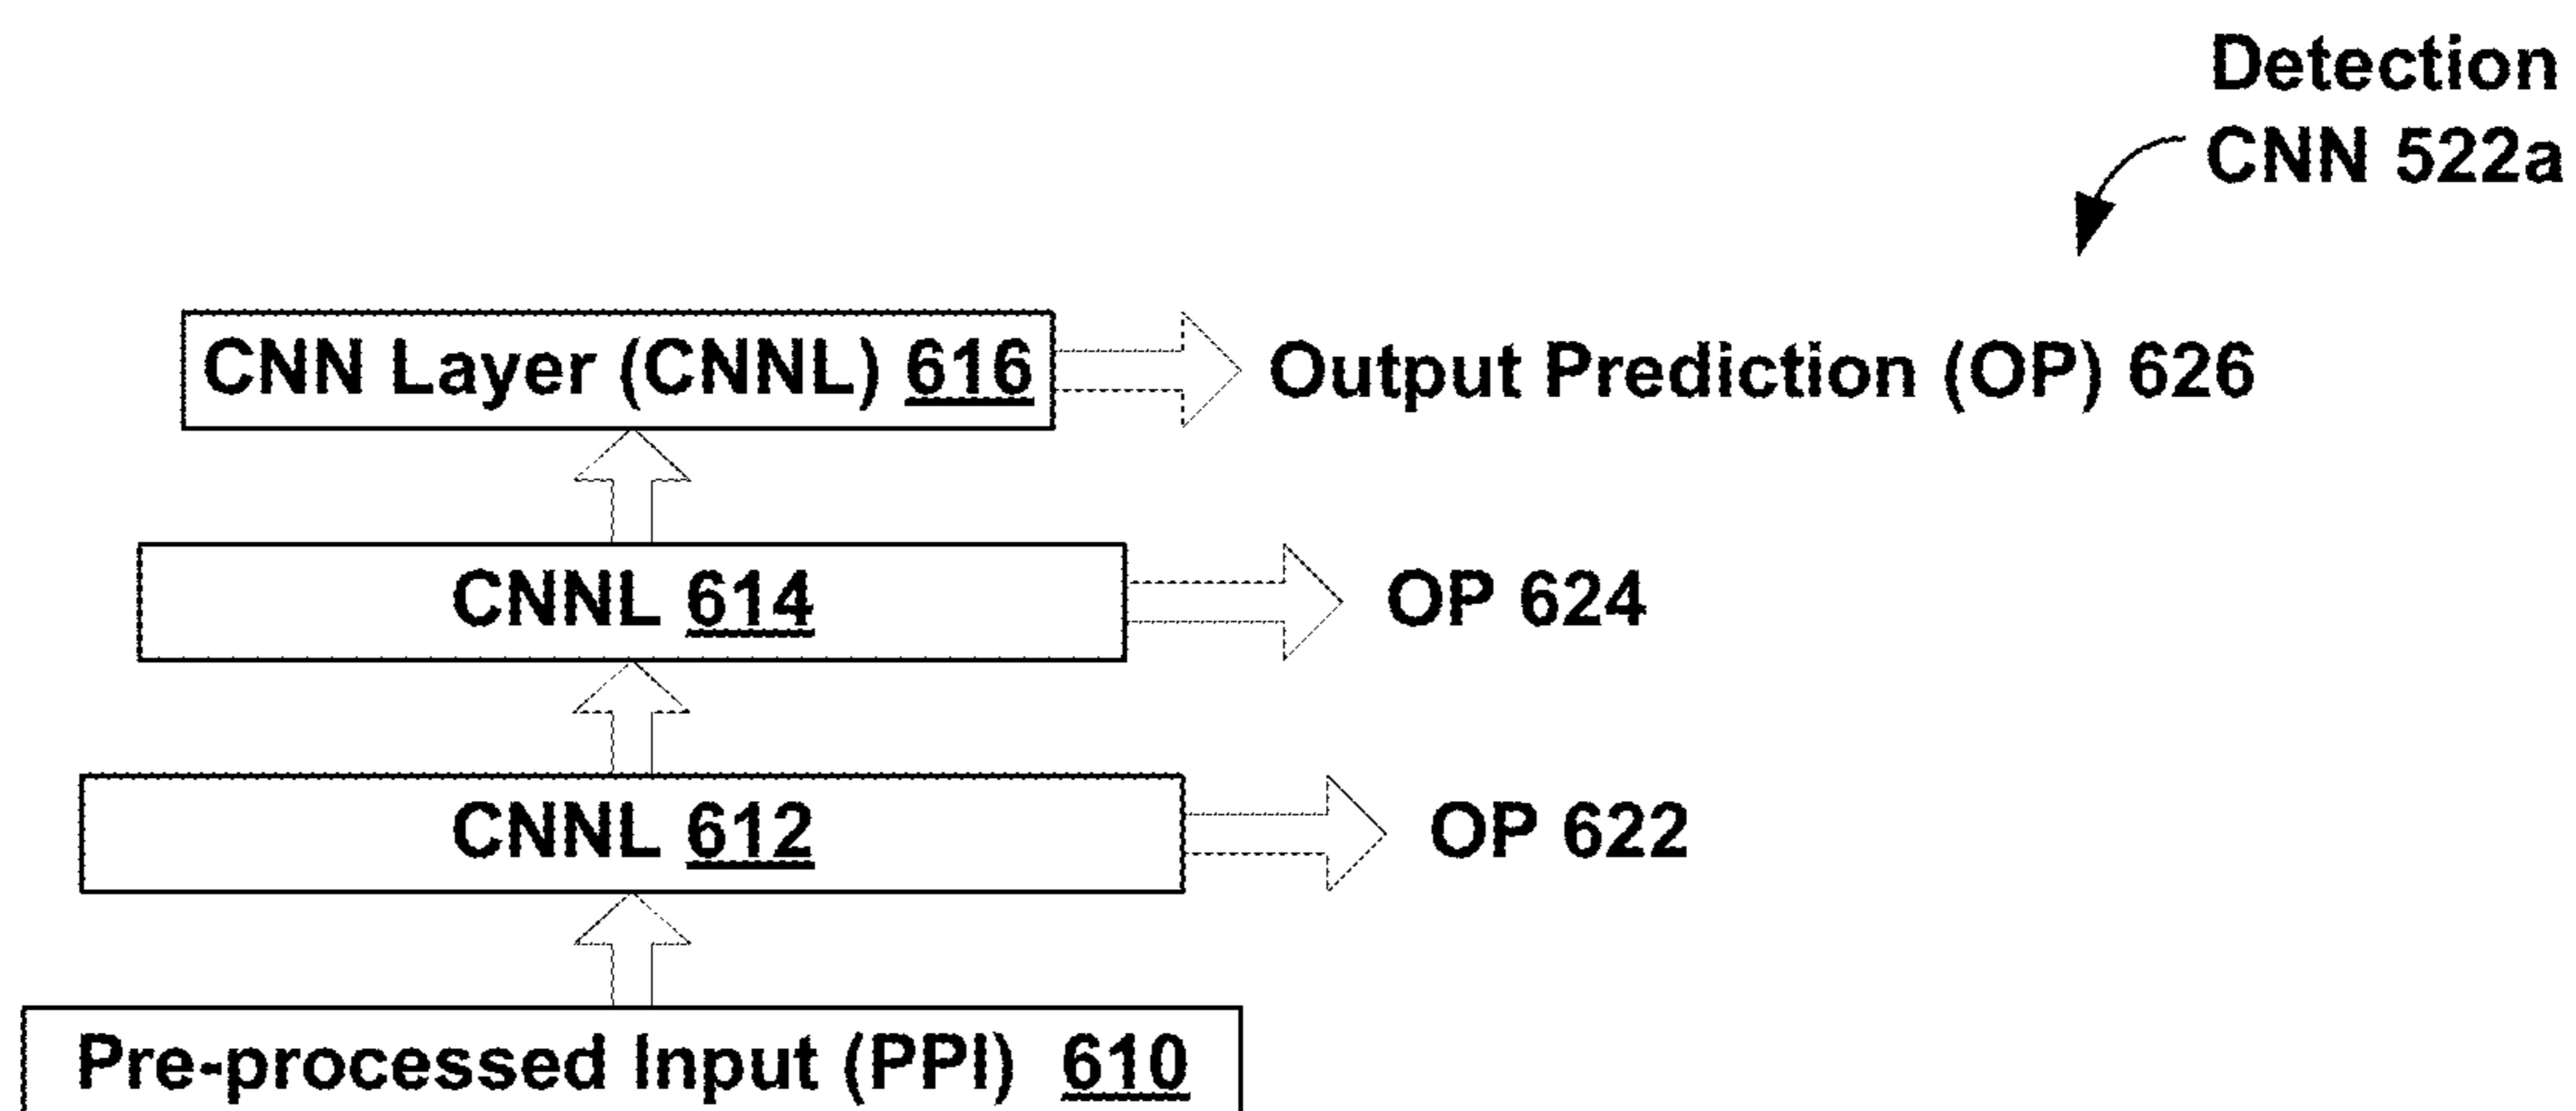 Detection
CNN 522a
CNN Layer (CNNL) 616
Output Prediction (OP) 626
CNNL 614
OP 624
CNNL 612
OP 622
Pre-processed Input (PPI) 610